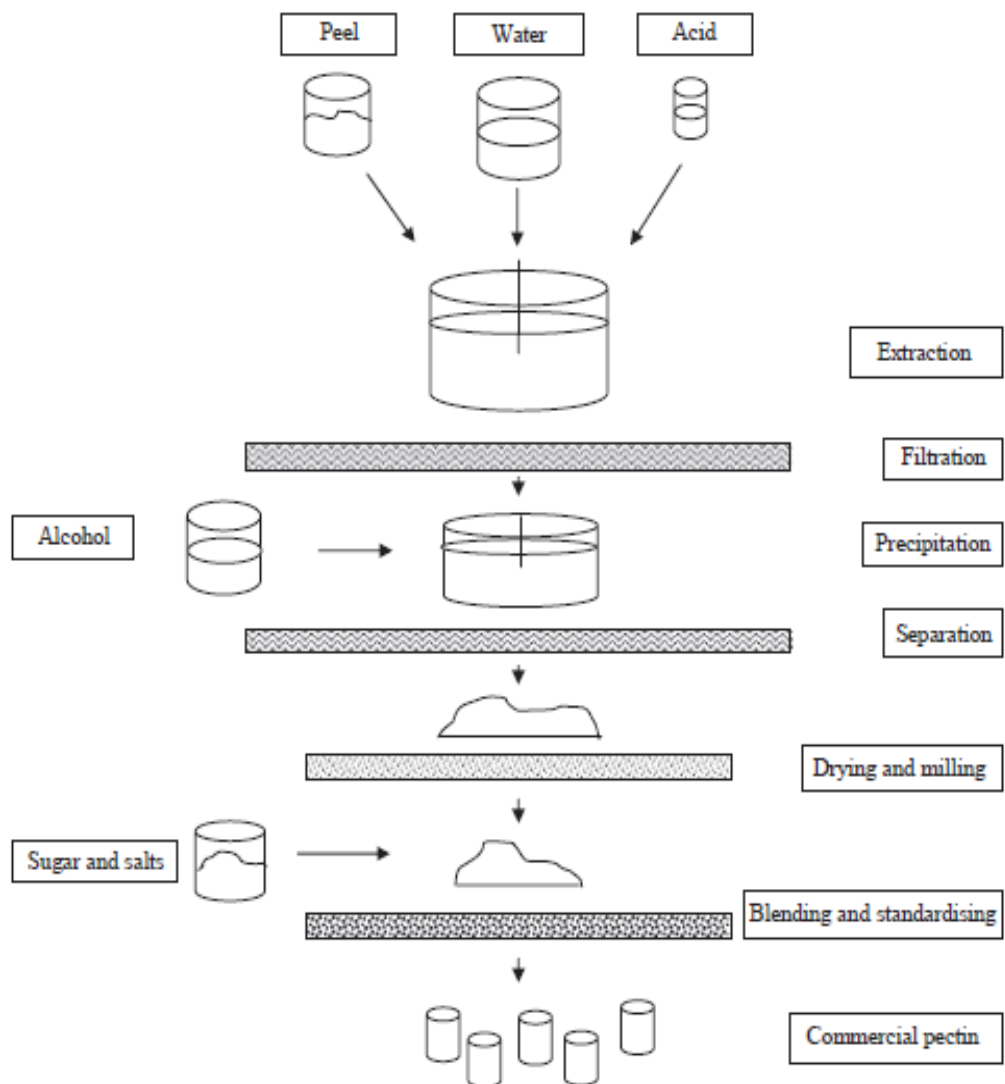 Peel
Water
Acid
Extraction
Filtration
Alcohol
Precipitation
Separation
Drying and milling
Sugar and salts
Blending and standardising
Commercial pectin